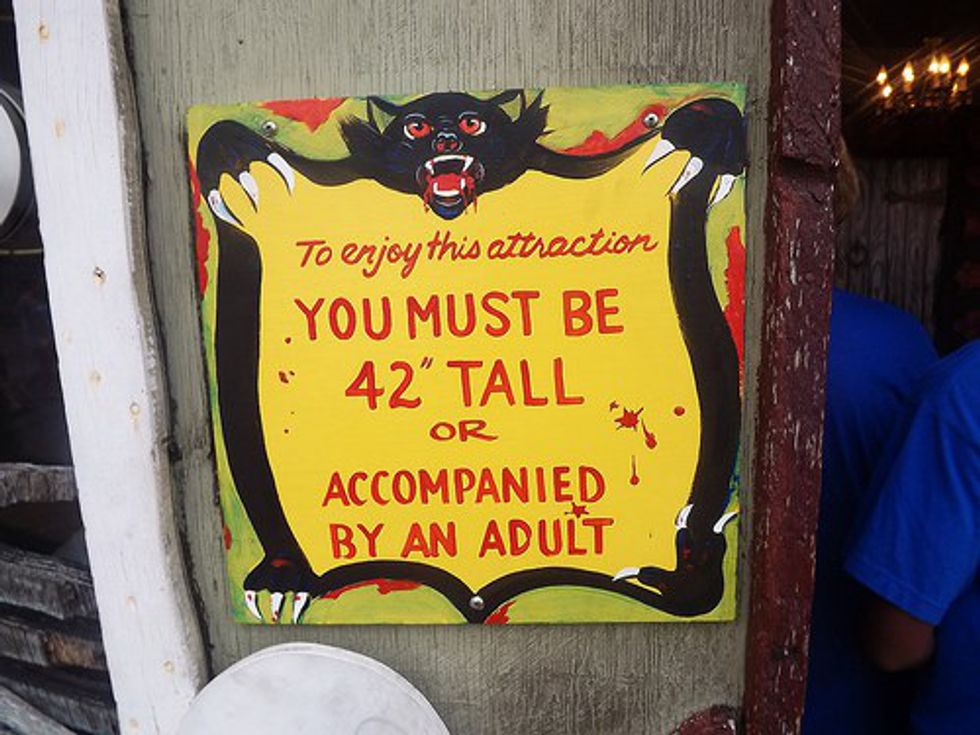 To enjoy this attraction
YOU MUST BE
42" TALL
OR
ACCOMPANIED
BY AN ADULT